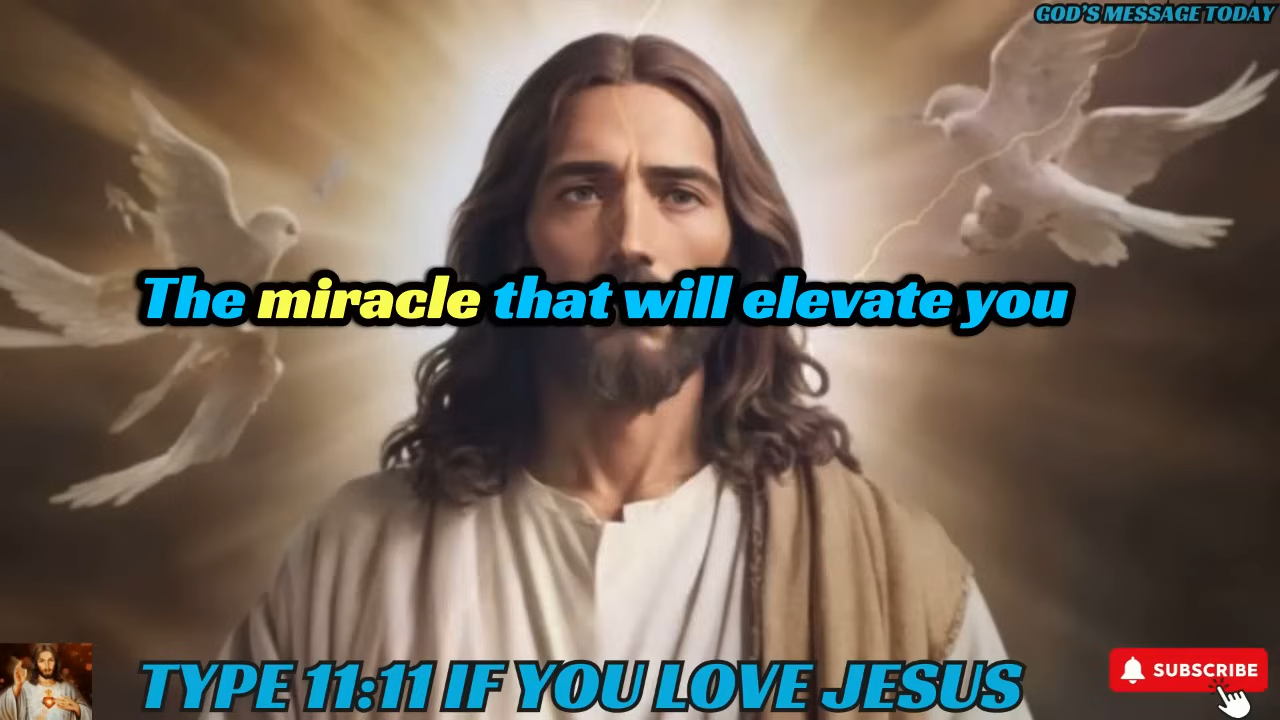 GOD'S MESSAGE TODAY
The miracle that will elevate you
TYPE 11:11 IF YOU LOVE JESUS
SUBSCRIBE